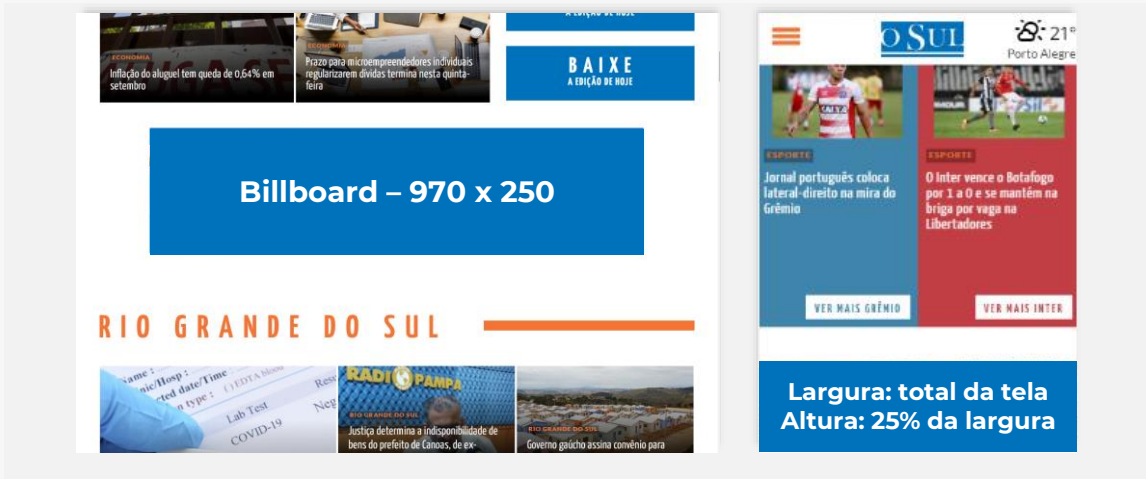 A EDIÇÃO DE HOJE
ECONOMIA
Inflação do aluguel tem queda de 0,64% em
setembro
ECONOMIA
Prazo para microempreendedores individuais
regularizarem dívidas termina nesta quinta-
feira
BAIXE
A EDIÇÃO DE HOJE
Billboard – 970 x 250
RIO GRANDE DO SUL
Lab Test
COVID-19
Neg
RADIO PAMPA
RIO GRANDE DO SUL
Justiça determina a indisponibilidade de
bens do prefeito de Canoas, de ex-
RIO GRANDE DO SUL
Governo gaúcho assina convênio para
O SUL
21°
Porto Alegre
ESPORTE
Jornal português coloca
lateral-direito na mira do
Grêmio
VER MAIS GRÊMIO
ESPORTE
O Inter vence o Botafogo
por 1 a 0 e se mantém na
briga por vaga na
Libertadores
VER MAIS INTER
Largura: total da tela
Altura: 25% da largura